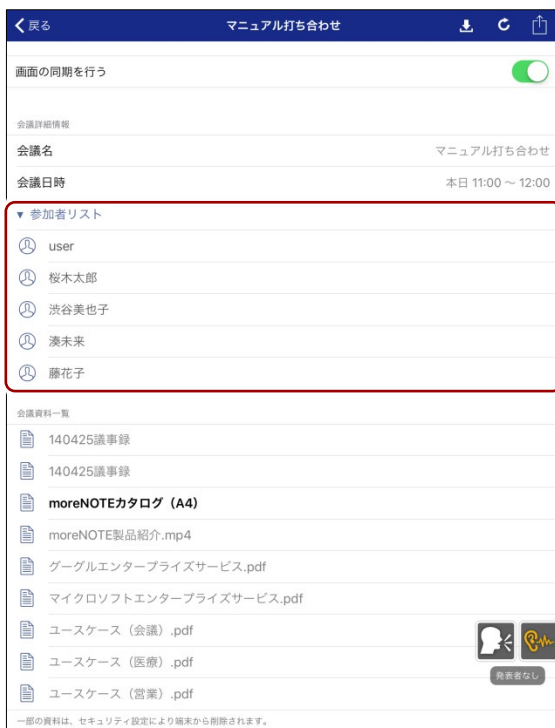 戻る マニュアル打ち合わせ
画面の同期を行う
会議詳細情報
会議名 マニュアル打ち合わせ
会議日時 本日 11:00 ～ 12:00
▼ 参加者リスト
user
桜木太郎
渋谷美也子
湊未来
藤花子
会議資料一覧
140425議事録
140425議事録
moreNOTEカタログ（A4）
moreNOTE製品紹介.mp4
グーグルエンタープライズサービス.pdf
マイクロソフトエンタープライズサービス.pdf
ユースケース（会議）.pdf
ユースケース（医療）.pdf
ユースケース（営業）.pdf
発表者なし
一部の資料は、セキュリティ設定により端末から削除されます。